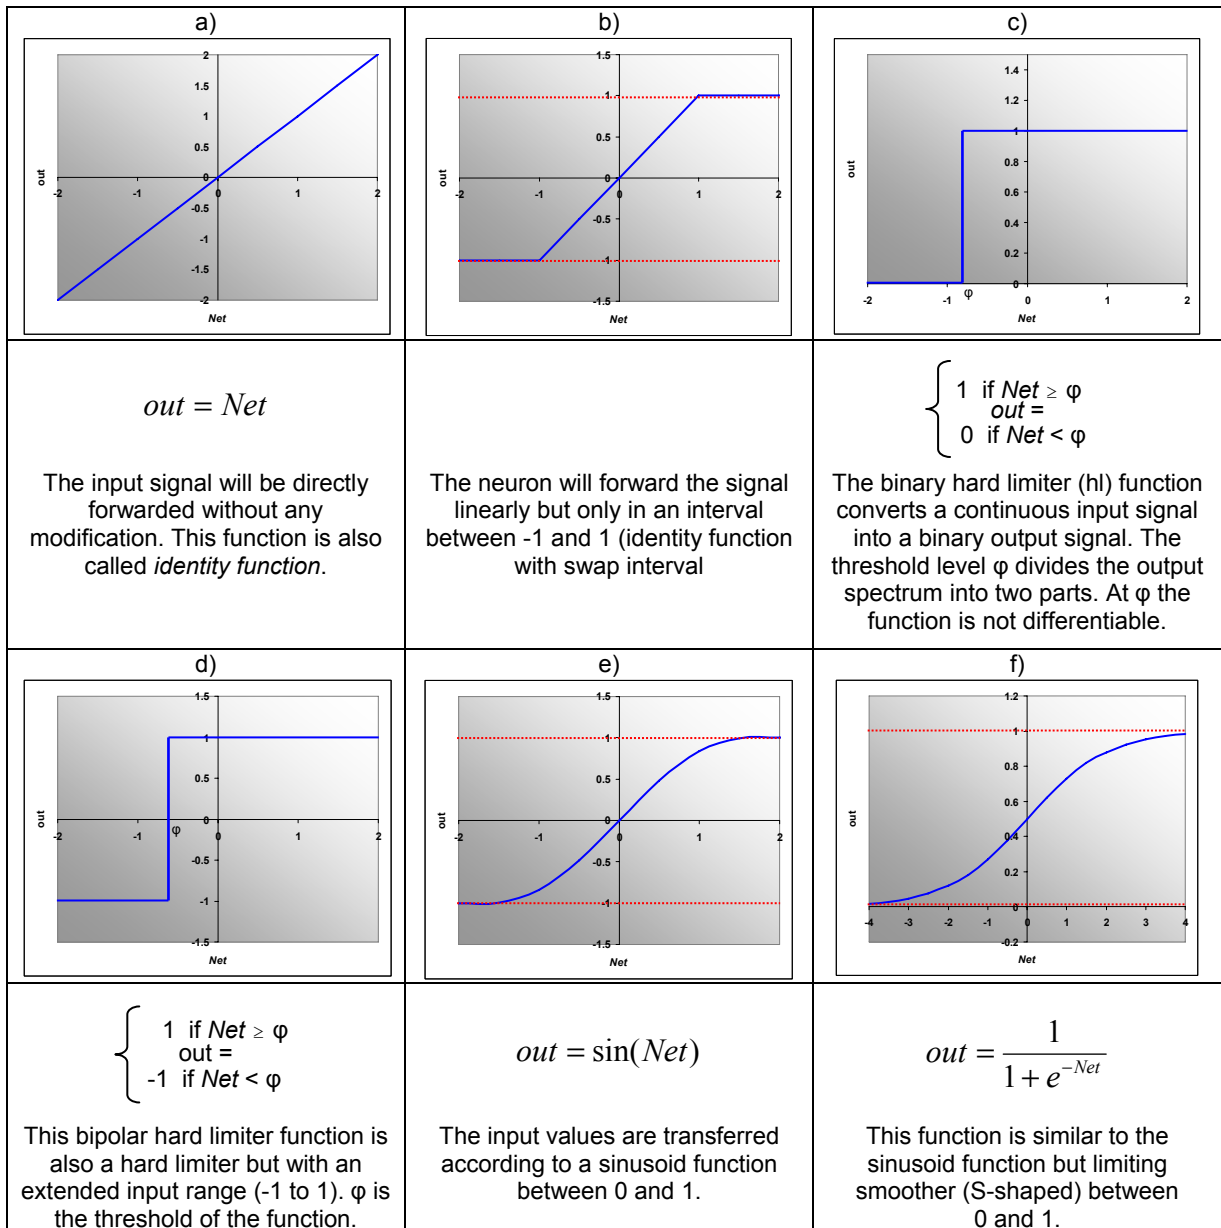 a)
2
1.5
1
0.5
0
-2 -1 0 1 2
-0.5
-1
-1.5
-2
out
Net
b)
1.5
1
0.5
0
-2 -1 0 1 2
-0.5
-1
-1.5
out
Net
c)
1.4
1.2
1
0.8
0.6
0.4
0.2
0
-2 -1 φ 0 1 2
out
Net
out = Net
The input signal will be directly
forwarded without any
modification. This function is also
called identity function.
The neuron will forward the signal
linearly but only in an interval
between -1 and 1 (identity function
with swap interval
1 if Net ≥ φ
out =
0 if Net < φ
The binary hard limiter (hl) function
converts a continuous input signal
into a binary output signal. The
threshold level φ divides the output
spectrum into two parts. At φ the
function is not differentiable.
d)
1.5
1
0.5
0
-2 -1 φ 0 1 2
-0.5
-1
-1.5
out
Net
e)
1.5
1
0.5
0
-2 -1 0 1 2
-0.5
-1
-1.5
out
Net
f)
1.2
1
0.8
0.6
0.4
0.2
0
-4 -3 -2 -1 0 1 2 3 4
-0.2
out
Net
1 if Net ≥ φ
out =
-1 if Net < φ
This bipolar hard limiter function is
also a hard limiter but with an
extended input range (-1 to 1). φ is
the threshold of the function.
out = sin(Net)
The input values are transferred
according to a sinusoid function
between 0 and 1.
out = 1 / (1 + e^-Net)
This function is similar to the
sinusoid function but limiting
smoother (S-shaped) between
0 and 1.